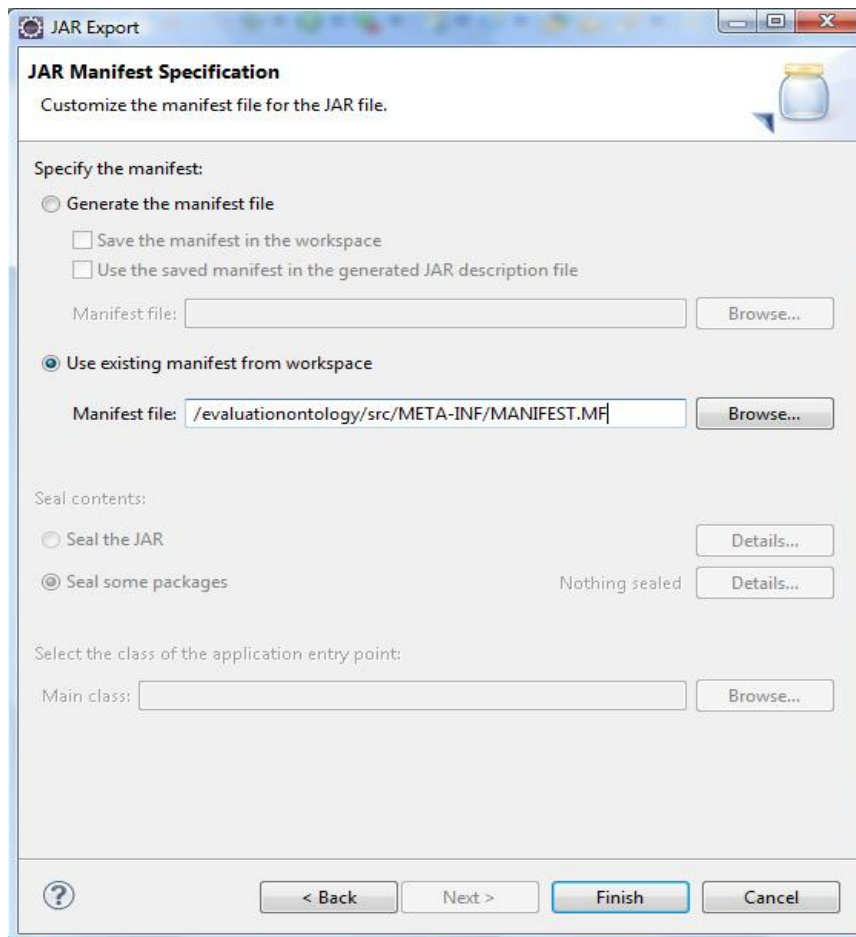 JAR Export
JAR Manifest Specification
Customize the manifest file for the JAR file.
Specify the manifest:
Generate the manifest file
Save the manifest in the workspace
Use the saved manifest in the generated JAR description file
Manifest file: Browse...
Use existing manifest from workspace
Manifest file: /evaluationontology/src/META-INF/MANIFEST.MF Browse...
Seal contents:
Seal the JAR Details...
Seal some packages Nothing sealed Details...
Select the class of the application entry point:
Main class: Browse...
? < Back Next > Finish Cancel